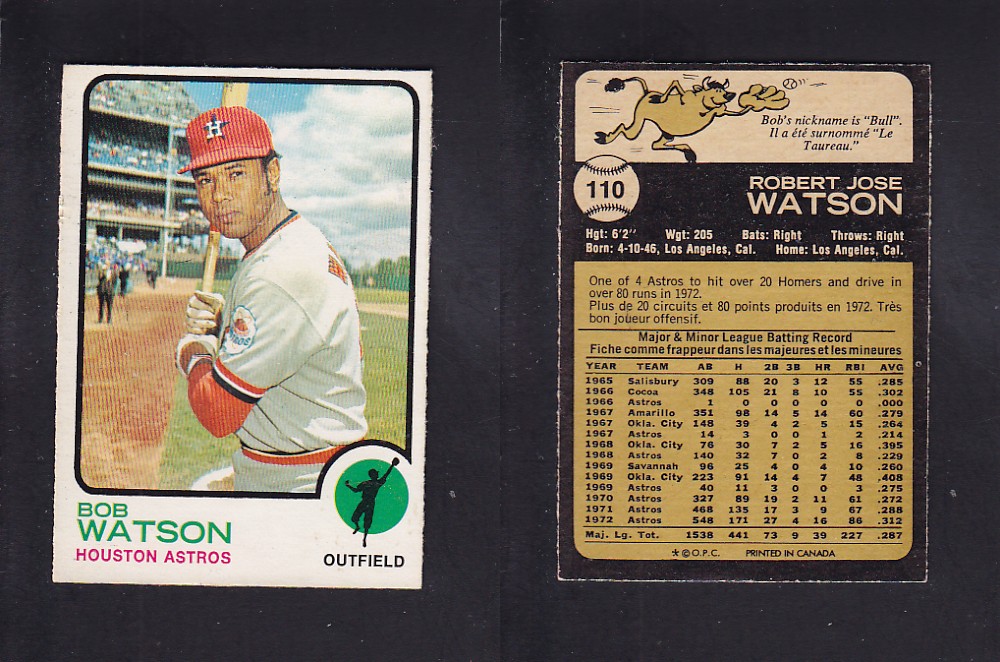 H
BOB
WATSON
HOUSTON ASTROS
OUTFIELD
Bob's nickname is "Bull".
Il a été surnommé "Le
Taureau."
110
ROBERT JOSE
WATSON
Hgt: 6'2" Wgt: 205 Bats: Right Throws: Right
Born: 4-10-46, Los Angeles, Cal. Home: Los Angeles, Cal.
One of 4 Astros to hit over 20 Homers and drive in
over 80 runs in 1972.
Plus de 20 circuits et 80 points produits en 1972. Très
bon joueur offensif.
Major & Minor League Batting Record
Fiche comme frappeur dans les majeures et les mineures
YEAR TEAM AB H 2B 3B HR RBI AVG
1965 Salisbury 309 88 20 3 12 55 .285
1966 Cocoa 348 105 21 8 10 55 .302
1966 Astros 1 0 0 0 0 0 .000
1967 Amarillo 351 98 14 5 14 60 .279
1967 Okla. City 148 39 4 2 5 15 .264
1967 Astros 14 3 0 0 1 2 .214
1968 Okla. City 76 30 7 2 5 16 .395
1968 Astros 140 32 7 0 2 8 .229
1969 Savannah 96 25 4 0 4 10 .260
1969 Okla. City 223 91 14 4 7 48 .408
1969 Astros 40 11 3 0 0 3 .275
1970 Astros 327 89 19 2 11 61 .272
1971 Astros 468 135 17 3 9 67 .288
1972 Astros 548 171 27 4 16 86 .312
Maj. Lg. Tot. 1538 441 73 9 39 227 .287
* © O.P.C. PRINTED IN CANADA